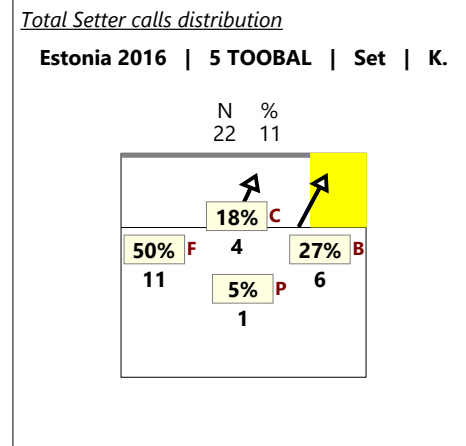 Total Setter calls distribution
Estonia 2016 | 5 TOOBAL | Set | K.
N %
22 11
18% C
4
50% F
11
27% B
6
5% P
1